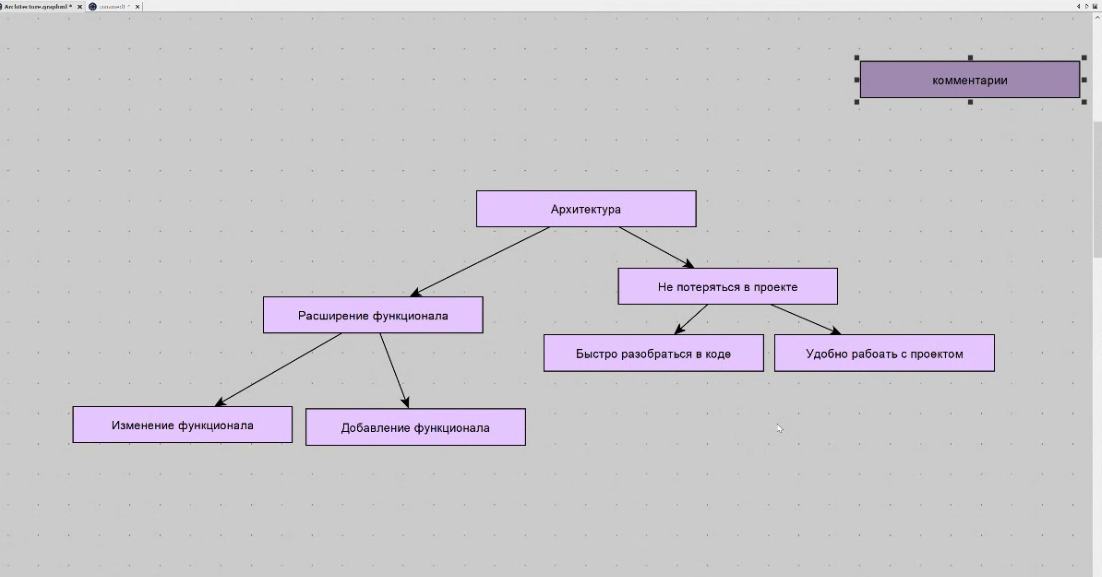 Architecture.graphml *
unnamed0 *
комментарии
Архитектура
Не потеряться в проекте
Расширение функционала
Быстро разобраться в коде
Удобно рабоать с проектом
Изменение функционала
Добавление функционала